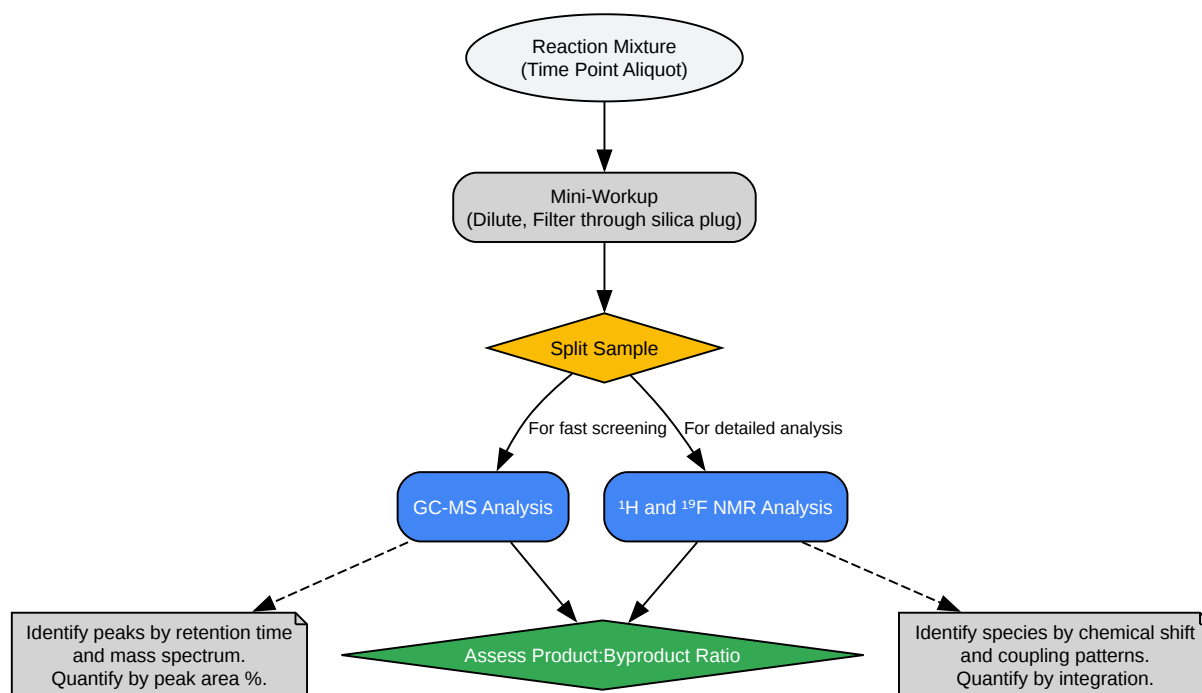 Reaction Mixture
(Time Point Aliquot)
Mini-Workup
(Dilute, Filter through silica plug)
Split Sample
For fast screening
For detailed analysis
GC-MS Analysis
¹H and ¹⁹F NMR Analysis
Identify peaks by retention time
and mass spectrum.
Quantify by peak area %.
Assess Product:Byproduct Ratio
Identify species by chemical shift
and coupling patterns.
Quantify by integration.